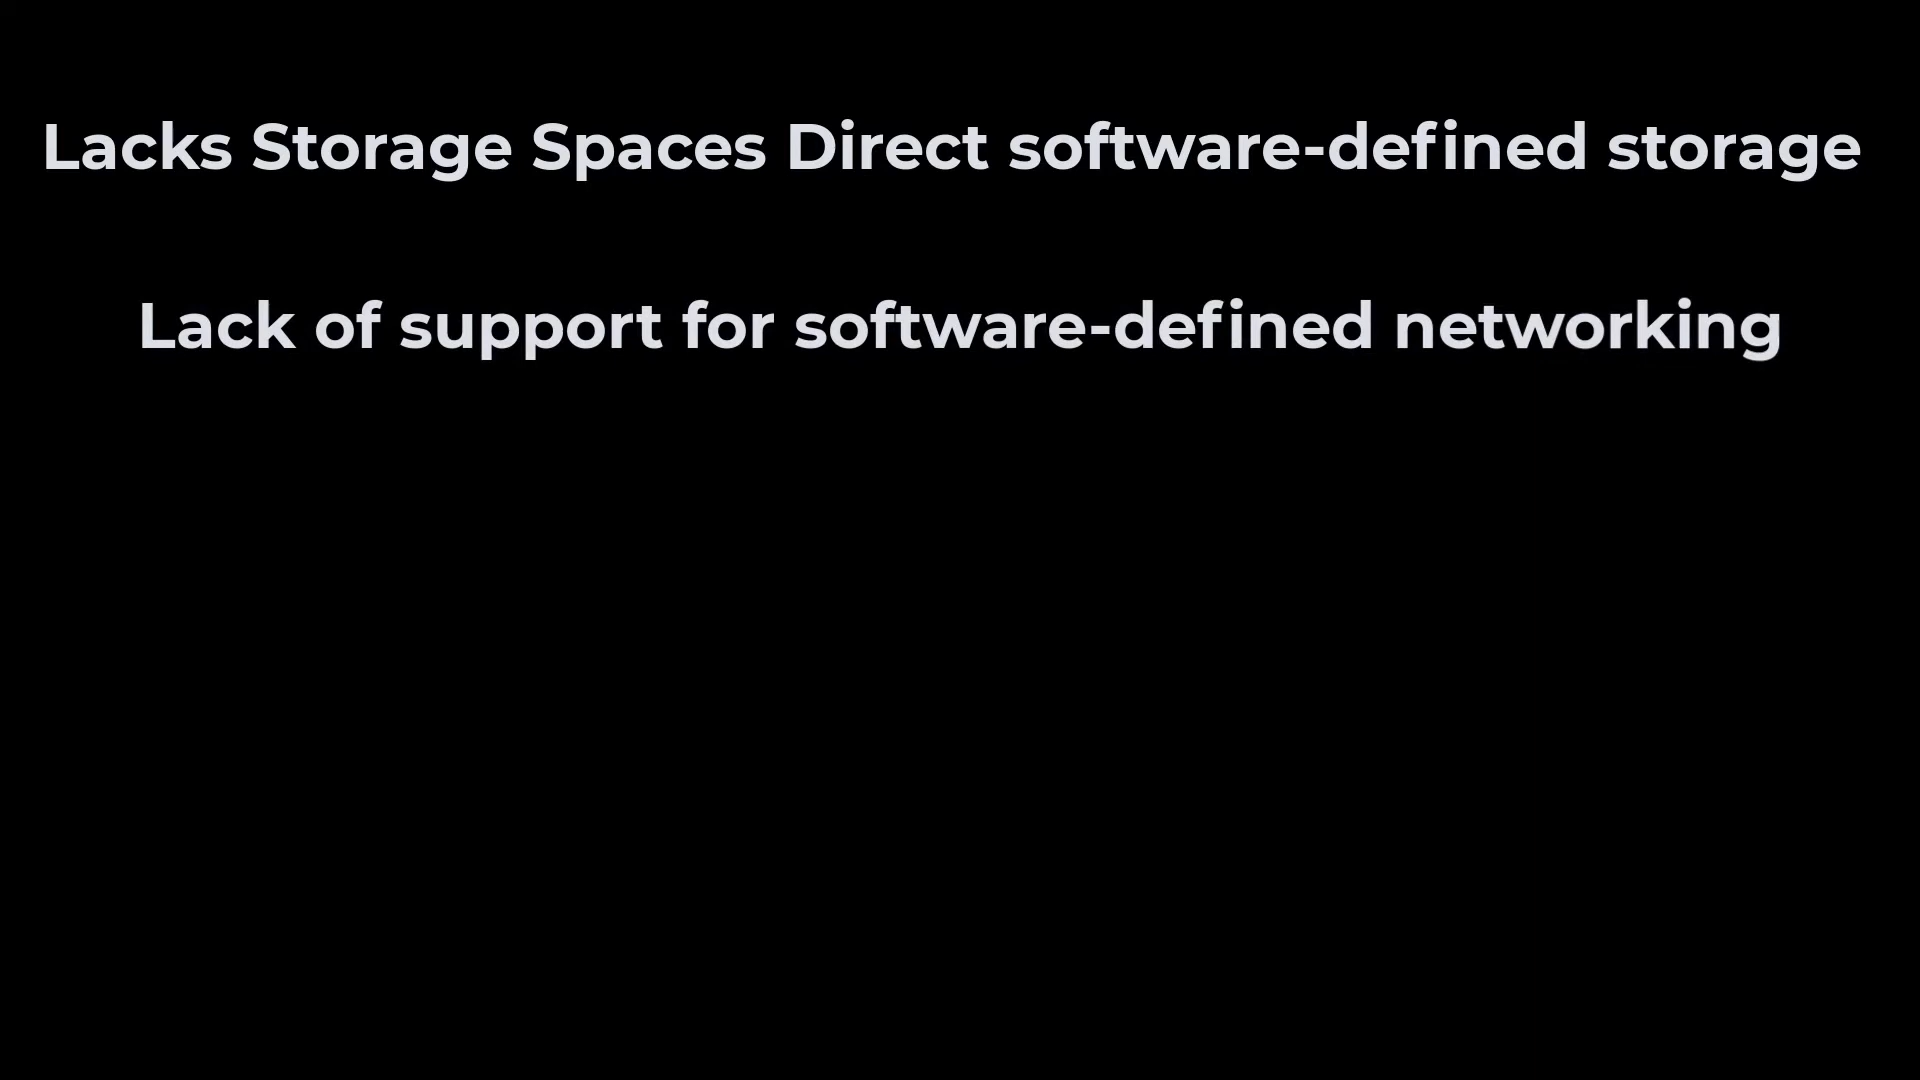 Lacks Storage Spaces Direct software-defined storage
Lack of support for software-defined networking